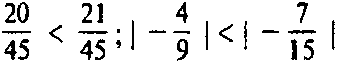 20/45 < 21/45; | − 4/9 | < | − 7/15 |